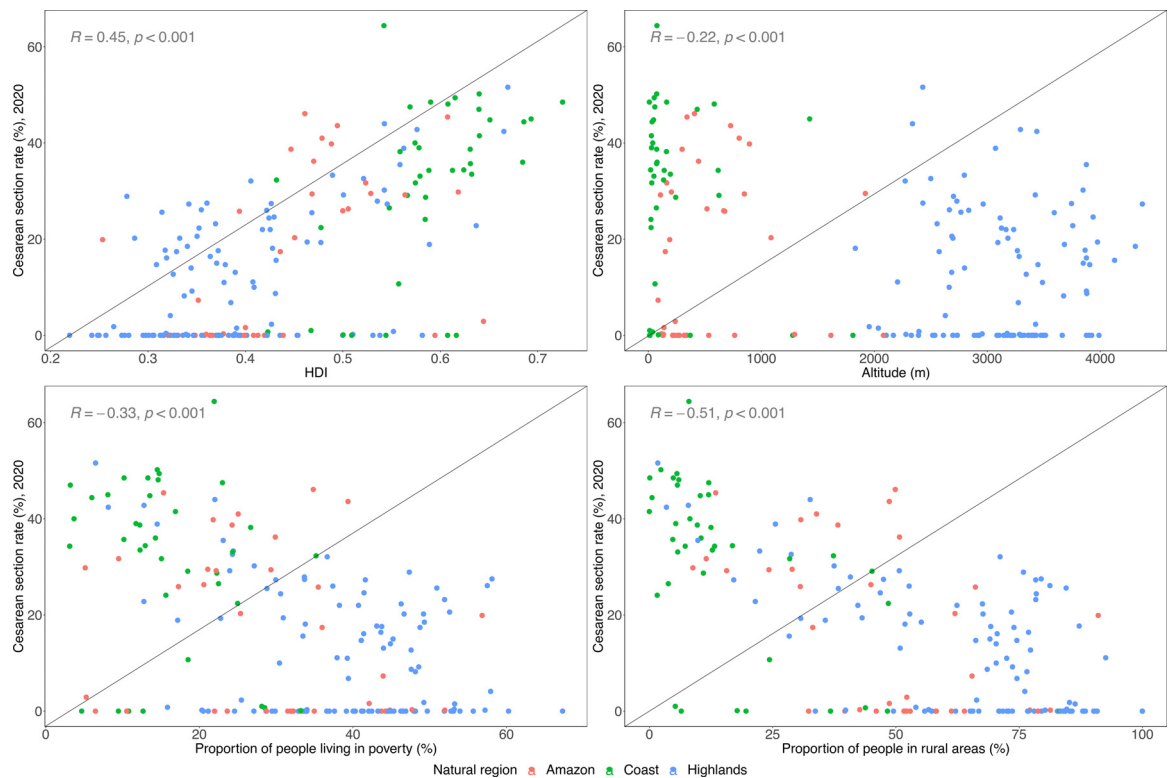 R = 0.45, p < 0.001
Cesarean section rate (%), 2020
60
40
20
0
0.2 0.3 0.4 0.5 0.6 0.7
HDI
R = −0.22, p < 0.001
Cesarean section rate (%), 2020
60
40
20
0
0 1000 2000 3000 4000
Altitude (m)
R = −0.33, p < 0.001
Cesarean section rate (%), 2020
60
40
20
0
0 20 40 60
Proportion of people living in poverty (%)
R = −0.51, p < 0.001
Cesarean section rate (%), 2020
60
40
20
0
0 25 50 75 100
Proportion of people in rural areas (%)
Natural region a Amazon a Coast a Highlands